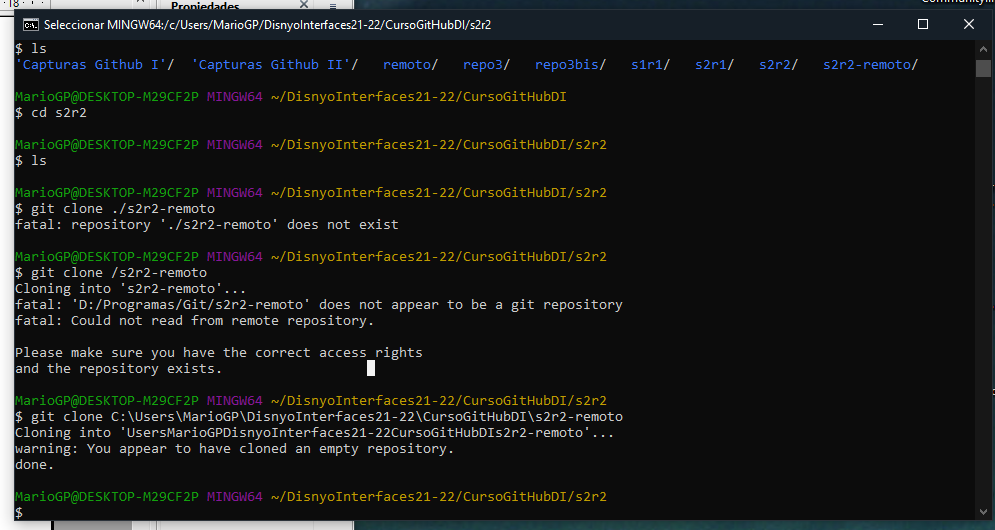 18
Propiedades
Seleccionar MINGW64:/c/Users/MarioGP/DisnyoInterfaces21-22/CursoGitHubDI/s2r2
$ ls
'Capturas Github I'/  'Capturas Github II'/   remoto/   repo3/   repo3bis/   s1r1/   s2r1/   s2r2/   s2r2-remoto/
MarioGP@DESKTOP-M29CF2P MINGW64 ~/DisnyoInterfaces21-22/CursoGitHubDI
$ cd s2r2
MarioGP@DESKTOP-M29CF2P MINGW64 ~/DisnyoInterfaces21-22/CursoGitHubDI/s2r2
$ ls
MarioGP@DESKTOP-M29CF2P MINGW64 ~/DisnyoInterfaces21-22/CursoGitHubDI/s2r2
$ git clone ./s2r2-remoto
fatal: repository './s2r2-remoto' does not exist
MarioGP@DESKTOP-M29CF2P MINGW64 ~/DisnyoInterfaces21-22/CursoGitHubDI/s2r2
$ git clone /s2r2-remoto
Cloning into 's2r2-remoto'...
fatal: 'D:/Programas/Git/s2r2-remoto' does not appear to be a git repository
fatal: Could not read from remote repository.
Please make sure you have the correct access rights
and the repository exists.
MarioGP@DESKTOP-M29CF2P MINGW64 ~/DisnyoInterfaces21-22/CursoGitHubDI/s2r2
$ git clone C:\Users\MarioGP\DisnyoInterfaces21-22\CursoGitHubDI\s2r2-remoto
Cloning into 'UsersMarioGPDisnyoInterfaces21-22CursoGitHubDIs2r2-remoto'...
warning: You appear to have cloned an empty repository.
done.
MarioGP@DESKTOP-M29CF2P MINGW64 ~/DisnyoInterfaces21-22/CursoGitHubDI/s2r2
$